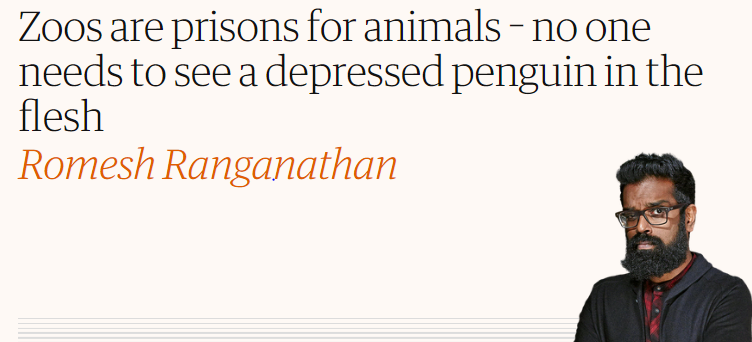 Zoos are prisons for animals – no one
needs to see a depressed penguin in the
flesh
Romesh Ranganathan